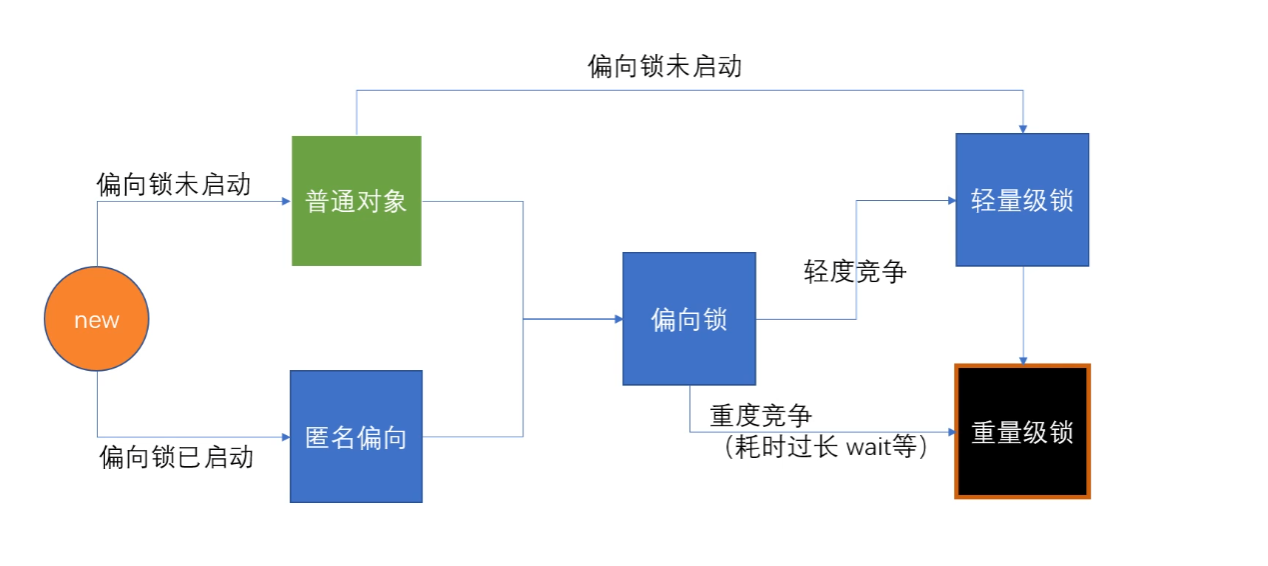 偏向锁未启动
偏向锁未启动
普通对象
轻量级锁
轻度竞争
new
偏向锁
重度竞争
（耗时过长 wait等）
匿名偏向
重量级锁
偏向锁已启动